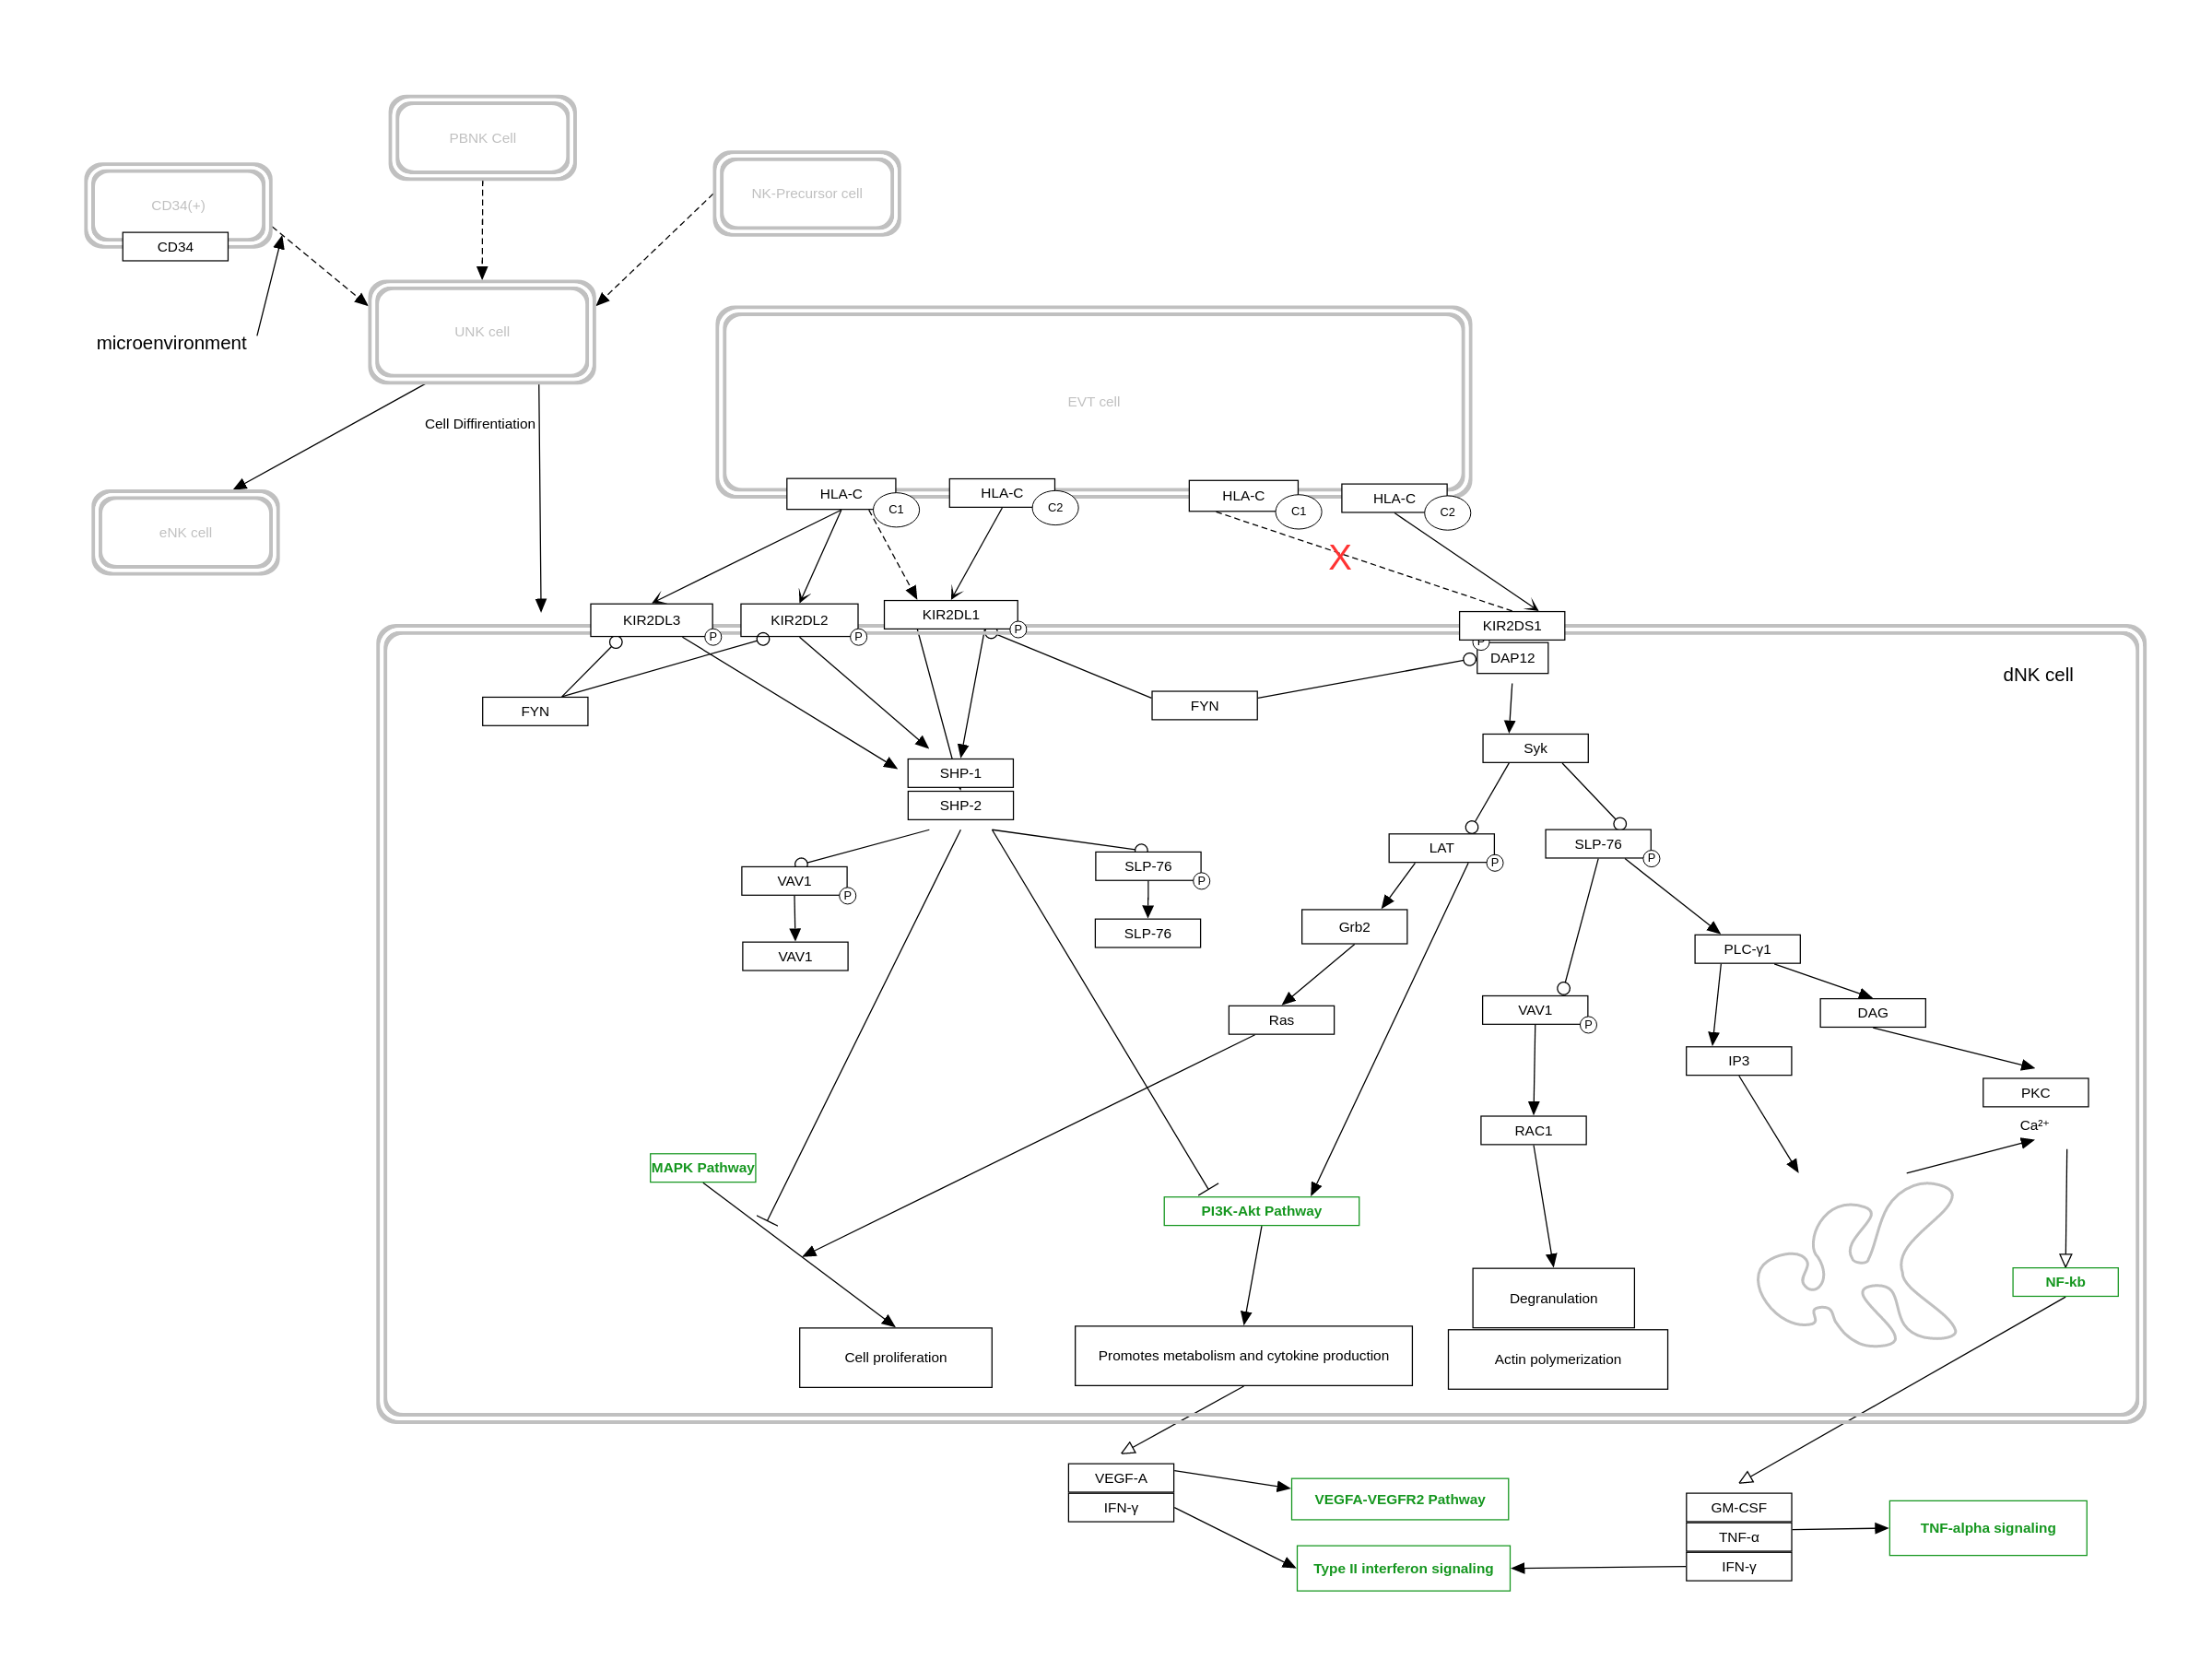 PBNK Cell
NK-Precursor cell
CD34(+)
CD34
UNK cell
microenvironment
EVT cell
Cell Diffirentiation
HLA-C
C1
HLA-C
C2
HLA-C
C1
HLA-C
C2
eNK cell
X
KIR2DL3
P
KIR2DL2
P
KIR2DL1
P
KIR2DS1
P
DAP12
dNK cell
FYN
FYN
Syk
SHP-1
SHP-2
LAT
P
SLP-76
P
VAV1
P
SLP-76
P
Grb2
SLP-76
VAV1
PLC-γ1
Ras
VAV1
P
DAG
IP3
PKC
RAC1
Ca²⁺
MAPK Pathway
PI3K-Akt Pathway
NF-kb
Degranulation
Cell proliferation
Promotes metabolism and cytokine production
Actin polymerization
VEGF-A
IFN-γ
VEGFA-VEGFR2 Pathway
GM-CSF
TNF-α
IFN-γ
TNF-alpha signaling
Type II interferon signaling